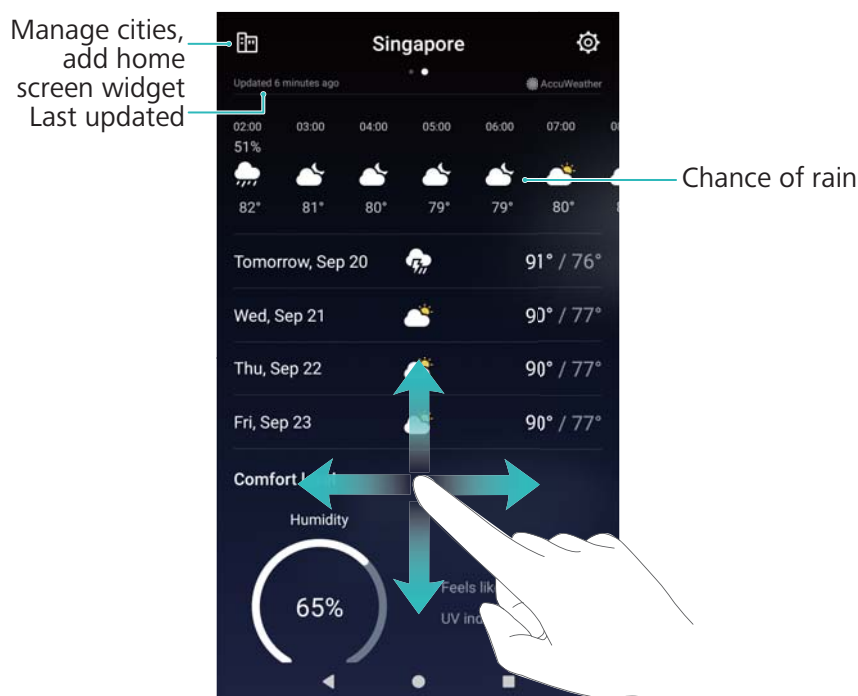 Manage cities,
add home
screen widget
Last updated
Singapore
Updated 6 minutes ago
AccuWeather
02:00 03:00 04:00 05:00 06:00 07:00
51%
82° 81° 80° 79° 79° 80°
Chance of rain
Tomorrow, Sep 20 91° / 76°
Wed, Sep 21 90° / 77°
Thu, Sep 22 90° / 77°
Fri, Sep 23 90° / 77°
Comfort
Humidity
65%
Feels
UV